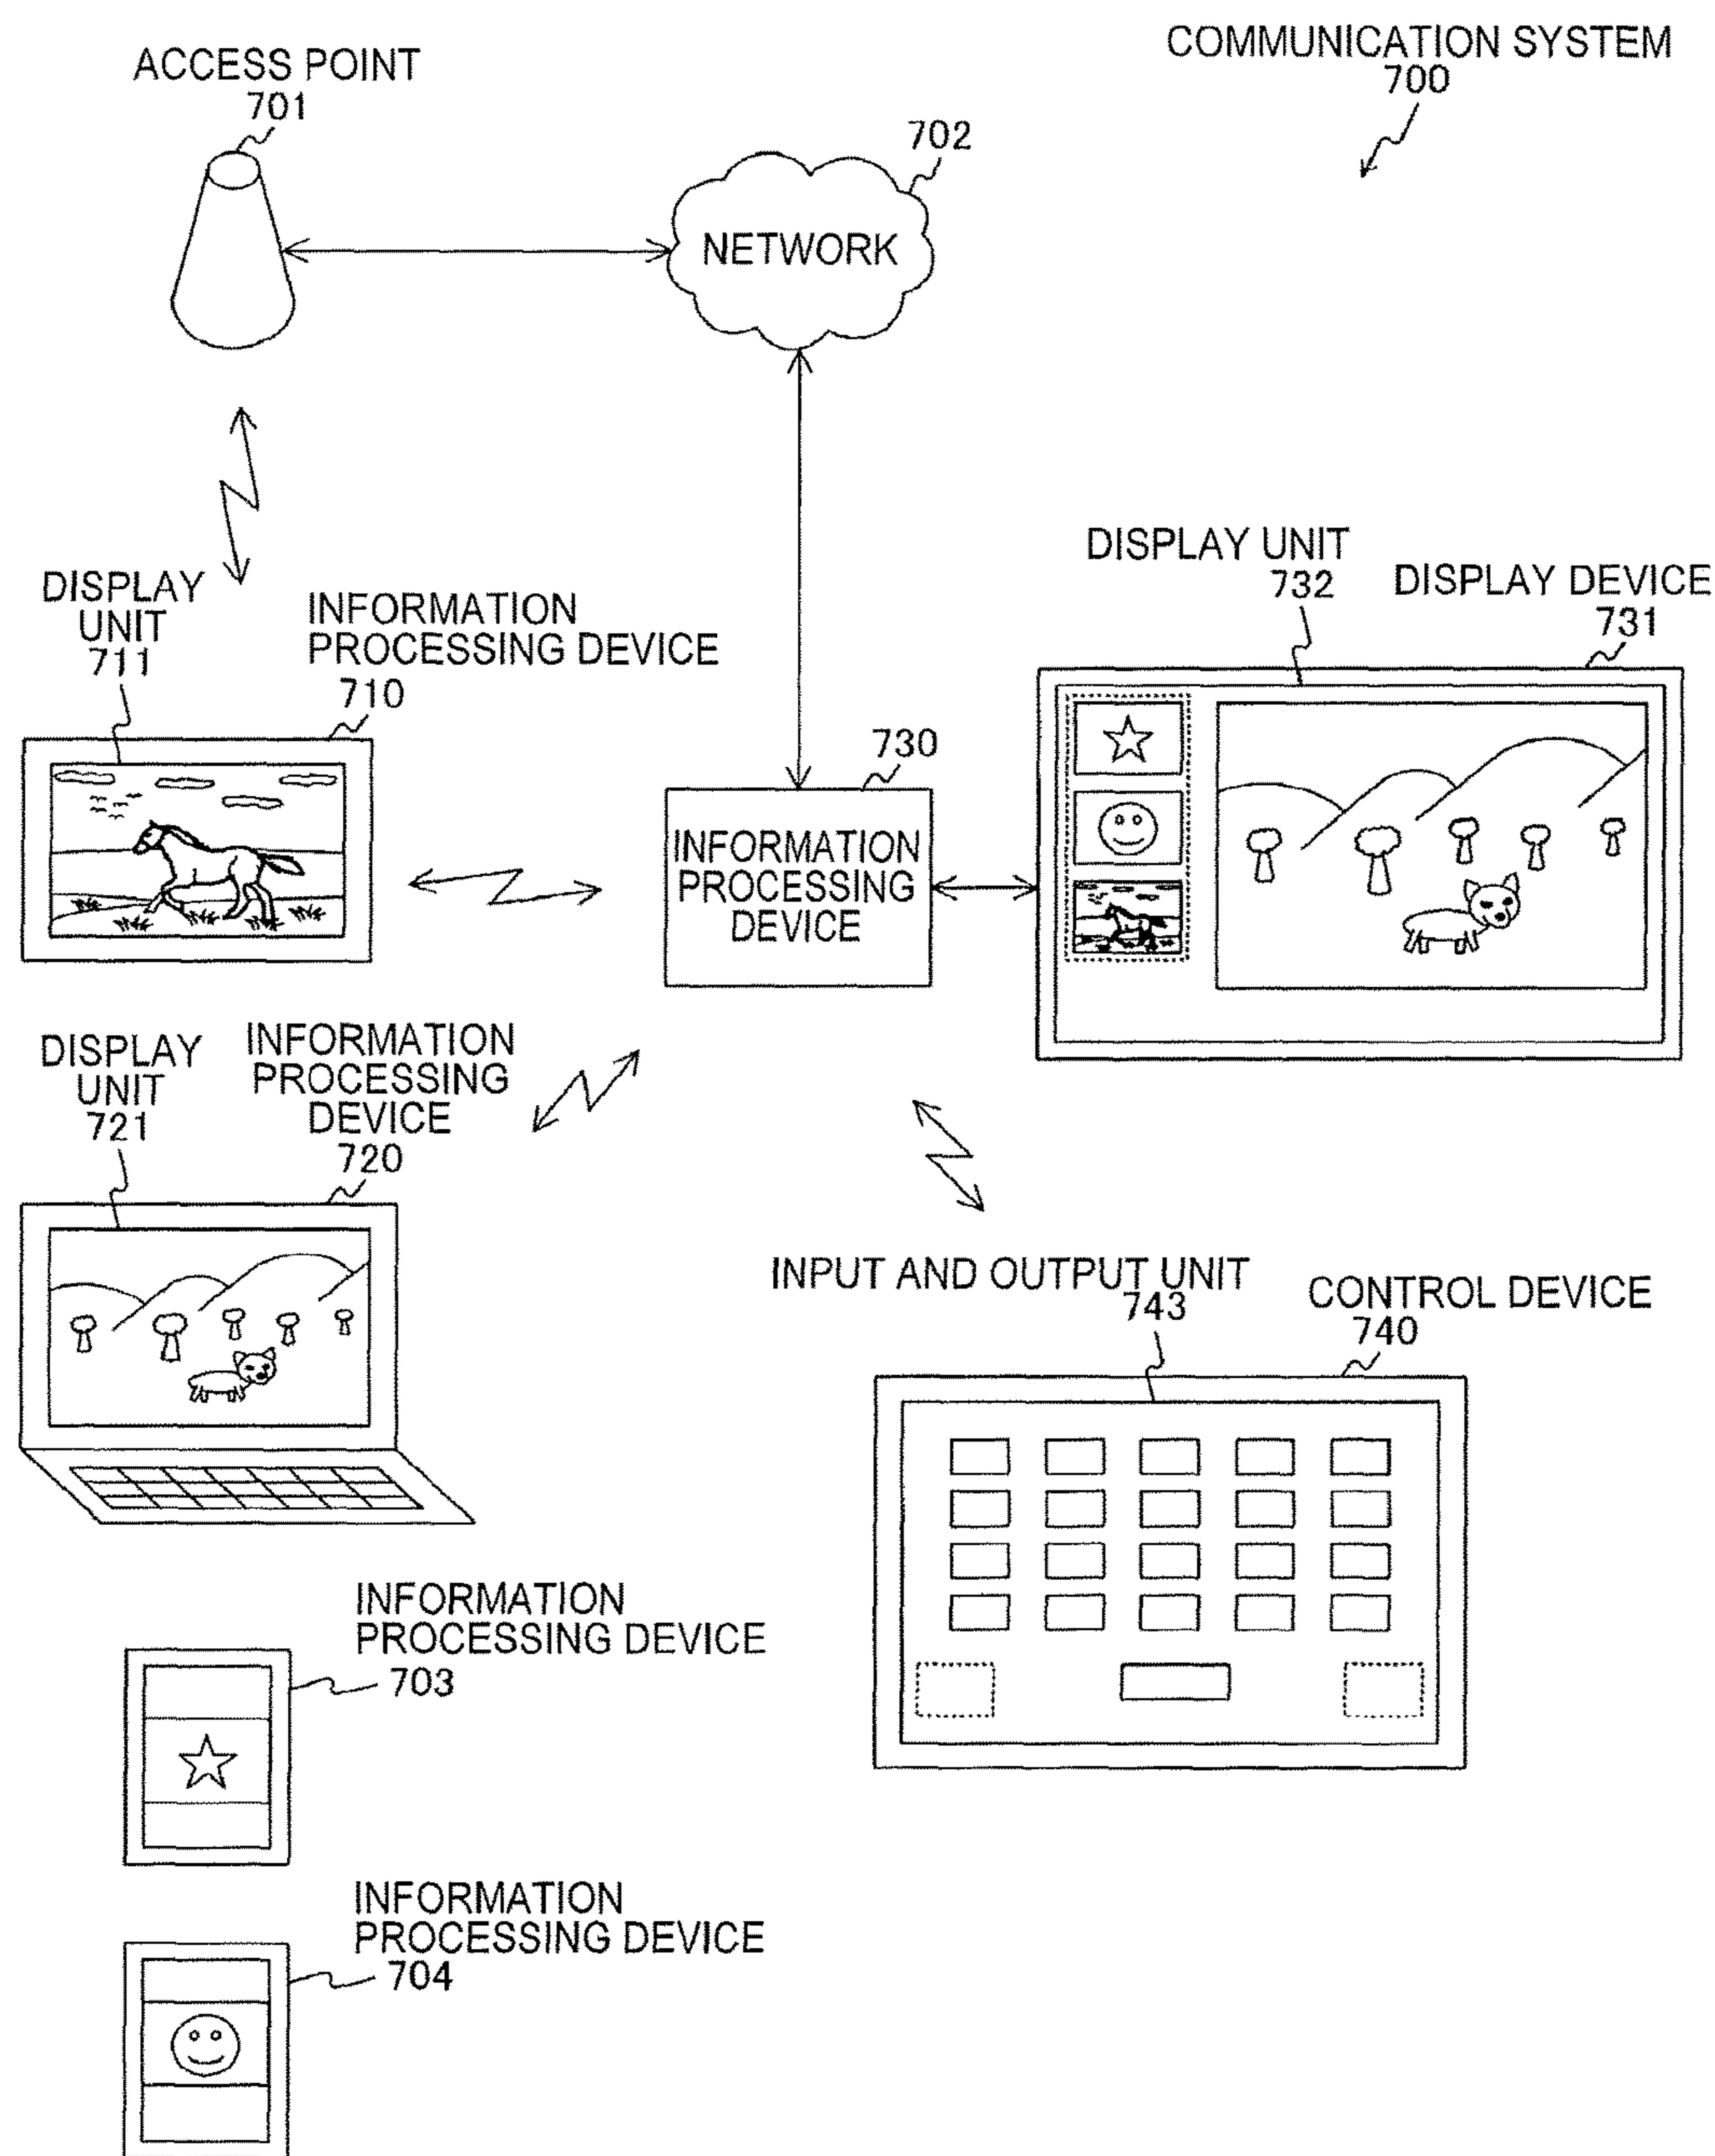 COMMUNICATION SYSTEM
700
ACCESS POINT
701
702
NETWORK
DISPLAY UNIT
732
DISPLAY DEVICE
731
DISPLAY
UNIT
711
INFORMATION
PROCESSING DEVICE
710
730
INFORMATION
PROCESSING
DEVICE
DISPLAY
UNIT
721
INFORMATION
PROCESSING
DEVICE
720
INPUT AND OUTPUT UNIT
743
CONTROL DEVICE
740
INFORMATION
PROCESSING DEVICE
703
INFORMATION
PROCESSING DEVICE
704